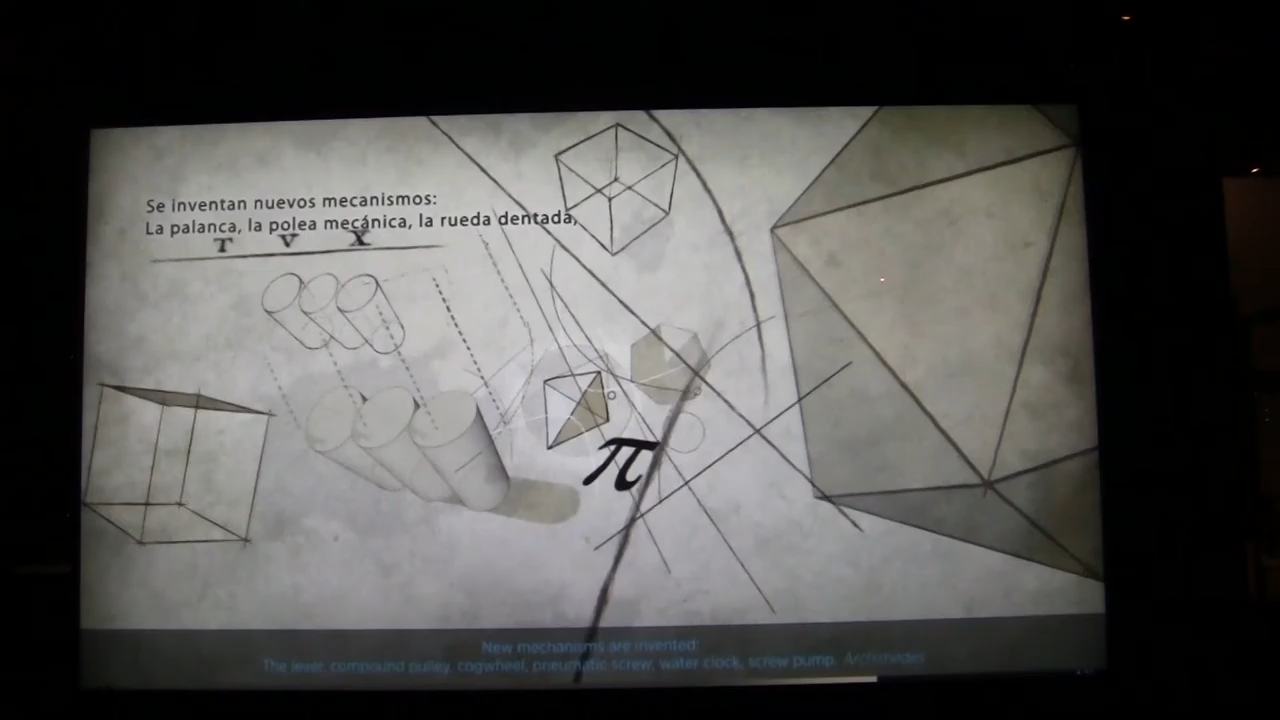 Se inventan nuevos mecanismos:
La palanca, la polea mecánica, la rueda dentada,
T V X
π
New mechanisms are invented:
The lever, compound pulley, cogwheel, pneumatic screw, water clock, screw pump. Archimedes